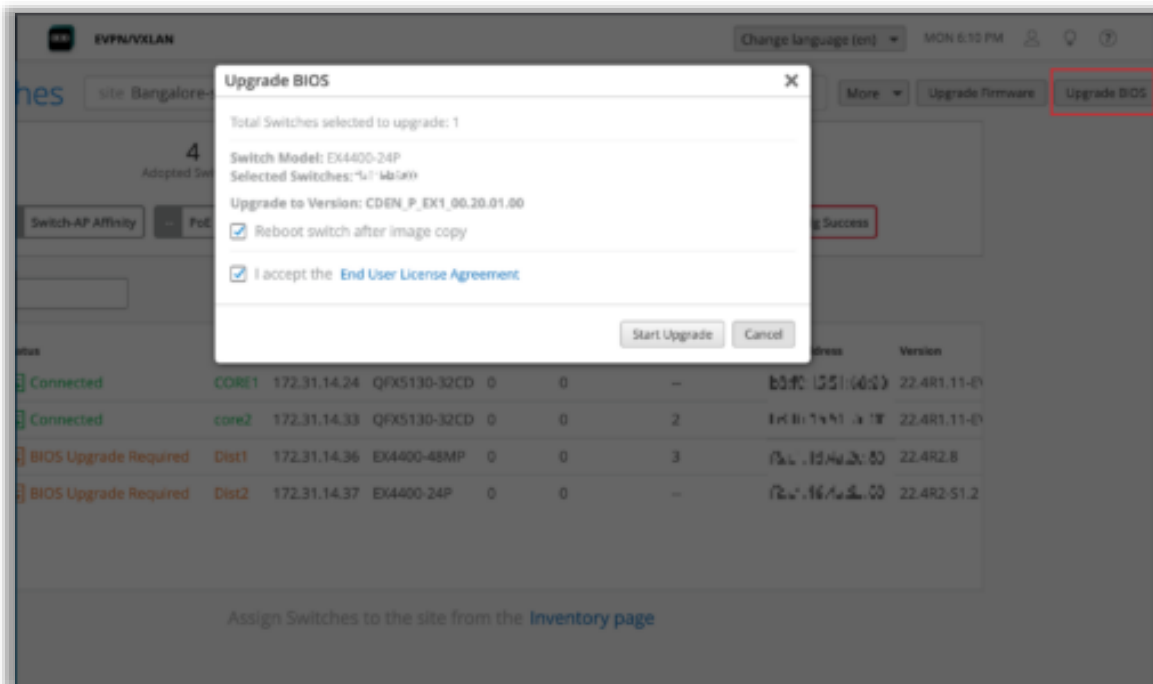 EVPN/VXLAN
Change language (en)
MON 6:10 PM
hes
site Bangalore-s
More
Upgrade Firmware
Upgrade BIOS
Upgrade BIOS
Total Switches selected to upgrade: 1
Switch Model: EX4400-24P
Selected Switches:
Upgrade to Version: CDEN_P_EX1_00.20.01.00
Reboot switch after image copy
I accept the End User License Agreement
Start Upgrade
Cancel
4
Adopted Swi
Switch-AP Affinity
-- PoE
g Success
atus
dress
Version
Connected CORE1 172.31.14.24 QFX5130-32CD 0 0 -- 22.4R1.11-EV
Connected core2 172.31.14.33 QFX5130-32CD 0 0 2 22.4R1.11-EV
BIOS Upgrade Required Dist1 172.31.14.36 EX4400-48MP 0 0 3 22.4R2.8
BIOS Upgrade Required Dist2 172.31.14.37 EX4400-24P 0 0 -- 22.4R2-S1.2
Assign Switches to the site from the Inventory page